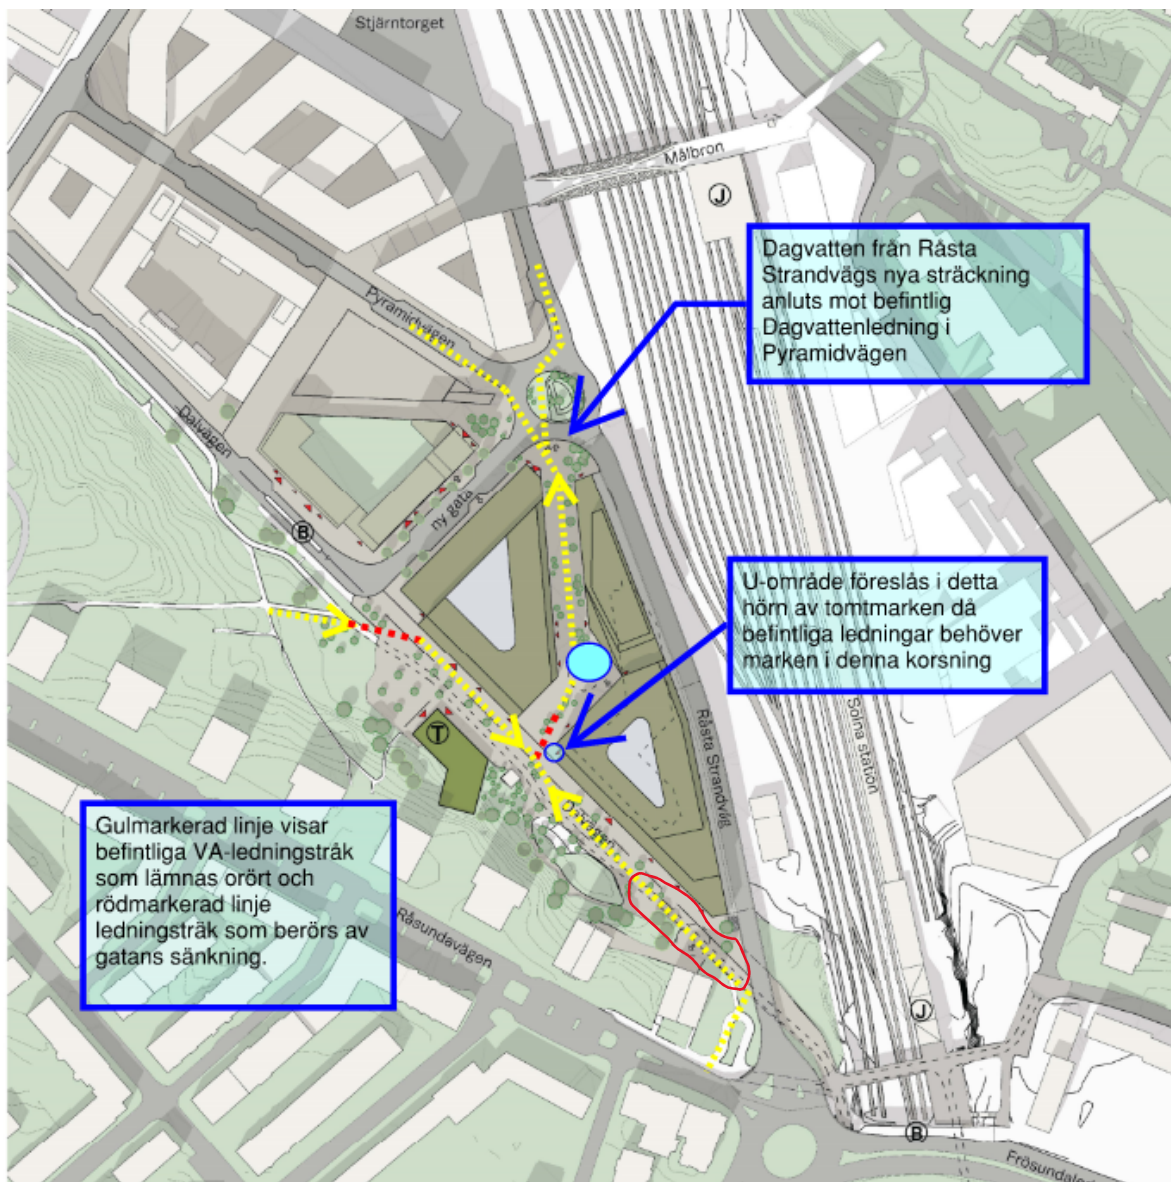 Stjärntorget
Målbron
J
Dagvatten från Råsta
Strandvägs nya sträckning
anluts mot befintlig
Dagvattenledning i
Pyramidvägen
Pyramidvägen
Dalvägen
ny gata
B
U-område föreslås i detta
hörn av tomtmarken då
befintliga ledningar behöver
marken i denna korsning
T
Råsta Strandväg
Solna station
Gulmarkerad linje visar
befintliga VA-ledningstråk
som lämnas orört och
rödmarkerad linje
ledningsträk som berörs av
gatans sänkning.
Råsundavägen
J
B